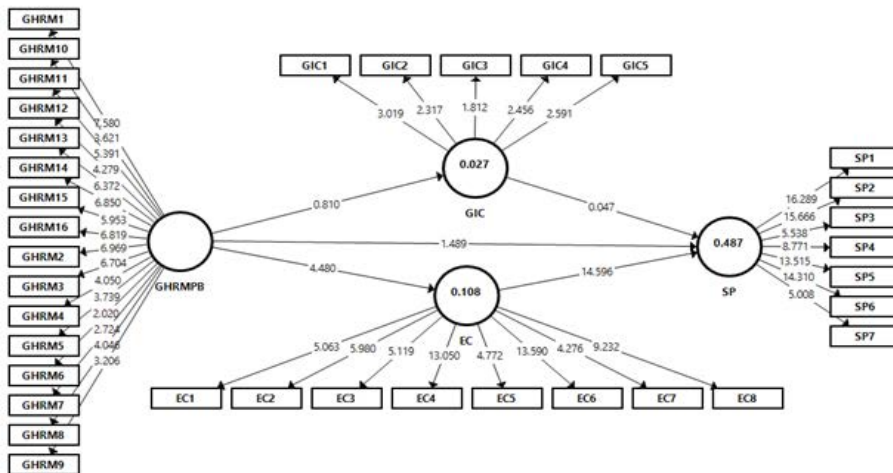 GHRM1
GHRM10
GHRM11
GHRM12
GHRM13
GHRM14
GHRM15
GHRM16
GHRM2
GHRM3
GHRM4
GHRM5
GHRM6
GHRM7
GHRM8
GHRM9
7.580
3.621
5.391
4.279
6.372
6.850
5.953
6.819
6.969
6.704
4.050
3.739
2.020
2.724
4.046
3.206
GHRMPB
GIC1 GIC2 GIC3 GIC4 GIC5
3.019 2.317 1.812 2.456 2.591
0.027
GIC
0.810
0.047
1.489
4.480
14.596
0.108
EC
5.063 5.980 5.119 13.050 4.772 13.590 4.276 9.232
EC1 EC2 EC3 EC4 EC5 EC6 EC7 EC8
0.487
SP
16.289
15.666
5.538
8.771
13.515
14.310
5.008
SP1
SP2
SP3
SP4
SP5
SP6
SP7